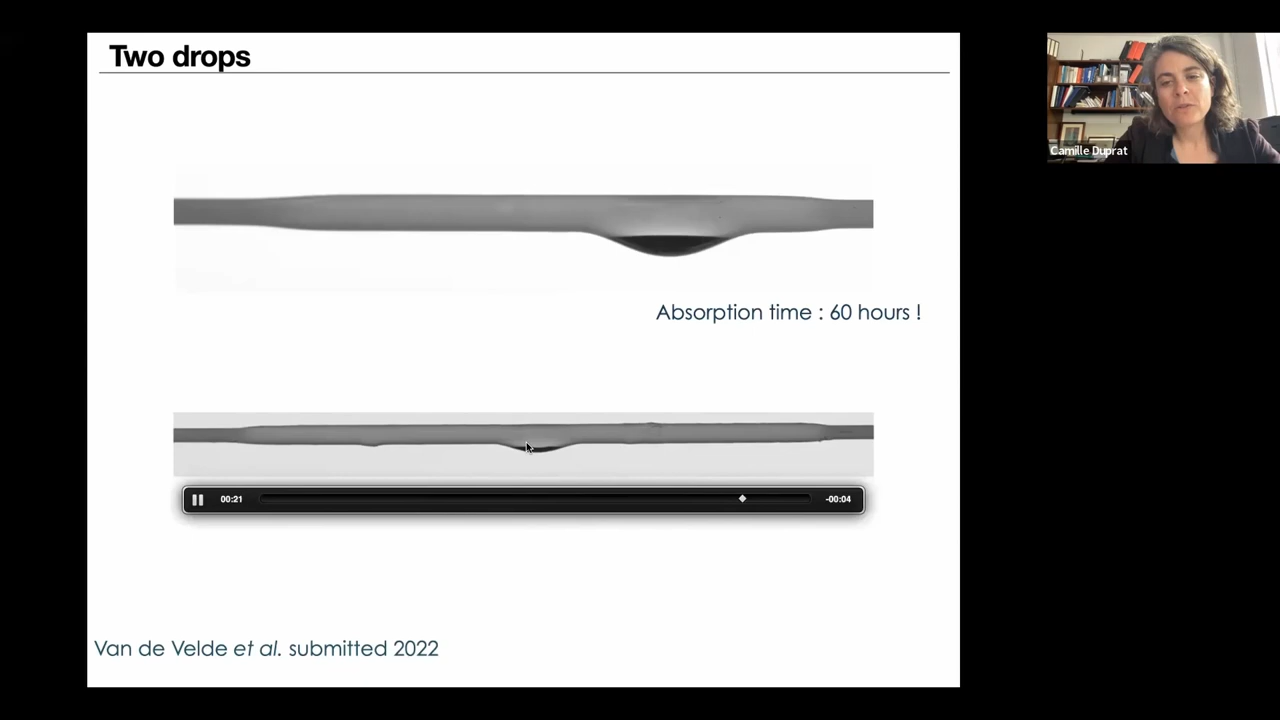 Two drops
Camille Duprat
Absorption time : 60 hours !
00:21
-00:04
Van de Velde et al. submitted 2022